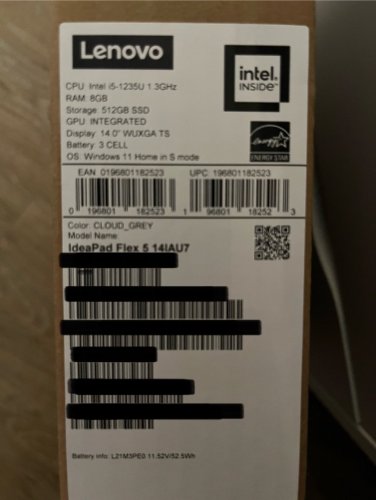 Lenovo
intel
INSIDE™
CPU: Intel i5-1235U 1.3GHz
RAM: 8GB
Storage: 512GB SSD
GPU: INTEGRATED
Display: 14.0" WUXGA TS
Battery: 3 CELL
OS: Windows 11 Home in S mode
energy
ENERGY STAR
EAN 0196801182523
UPC 196801182523
0 196801 182523
1 96801 18252 3
Color: CLOUD_GREY
Model Name:
IdeaPad Flex 5 14IAU7
Battery info: L21M3PE0 11.52V/52.5Wh